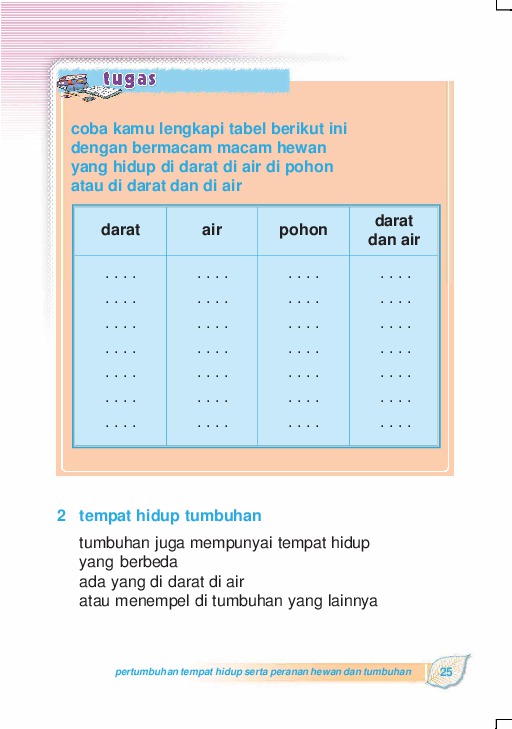 tugas
coba kamu lengkapi tabel berikut ini
dengan bermacam macam hewan
yang hidup di darat di air di pohon
atau di darat dan di air
darat air pohon darat dan air
. . . . . . . . . . . . . . . .
. . . . . . . . . . . . . . . .
. . . . . . . . . . . . . . . .
. . . . . . . . . . . . . . . .
. . . . . . . . . . . . . . . .
. . . . . . . . . . . . . . . .
. . . . . . . . . . . . . . . .
2 tempat hidup tumbuhan
tumbuhan juga mempunyai tempat hidup
yang berbeda
ada yang di darat di air
atau menempel di tumbuhan yang lainnya
pertumbuhan tempat hidup serta peranan hewan dan tumbuhan 25